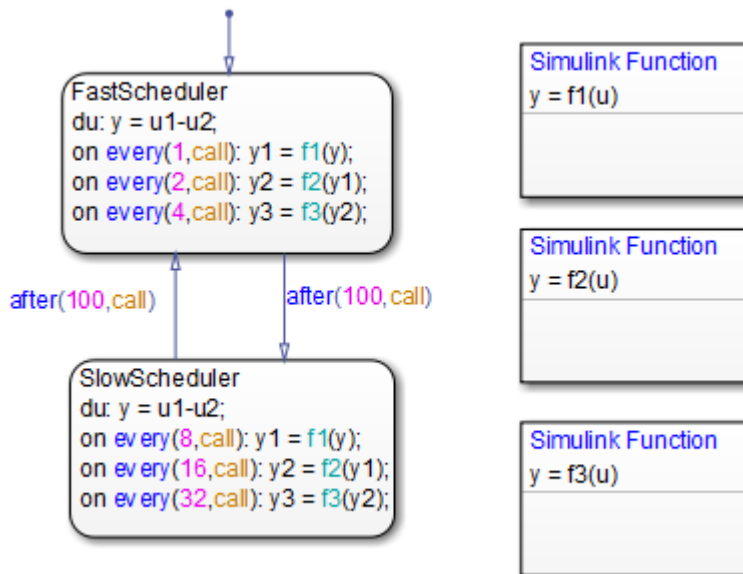 FastScheduler
du: y = u1-u2;
on every(1,call): y1 = f1(y);
on every(2,call): y2 = f2(y1);
on every(4,call): y3 = f3(y2);
after(100,call)
after(100,call)
SlowScheduler
du: y = u1-u2;
on every(8,call): y1 = f1(y);
on every(16,call): y2 = f2(y1);
on every(32,call): y3 = f3(y2);
Simulink Function
y = f1(u)
Simulink Function
y = f2(u)
Simulink Function
y = f3(u)